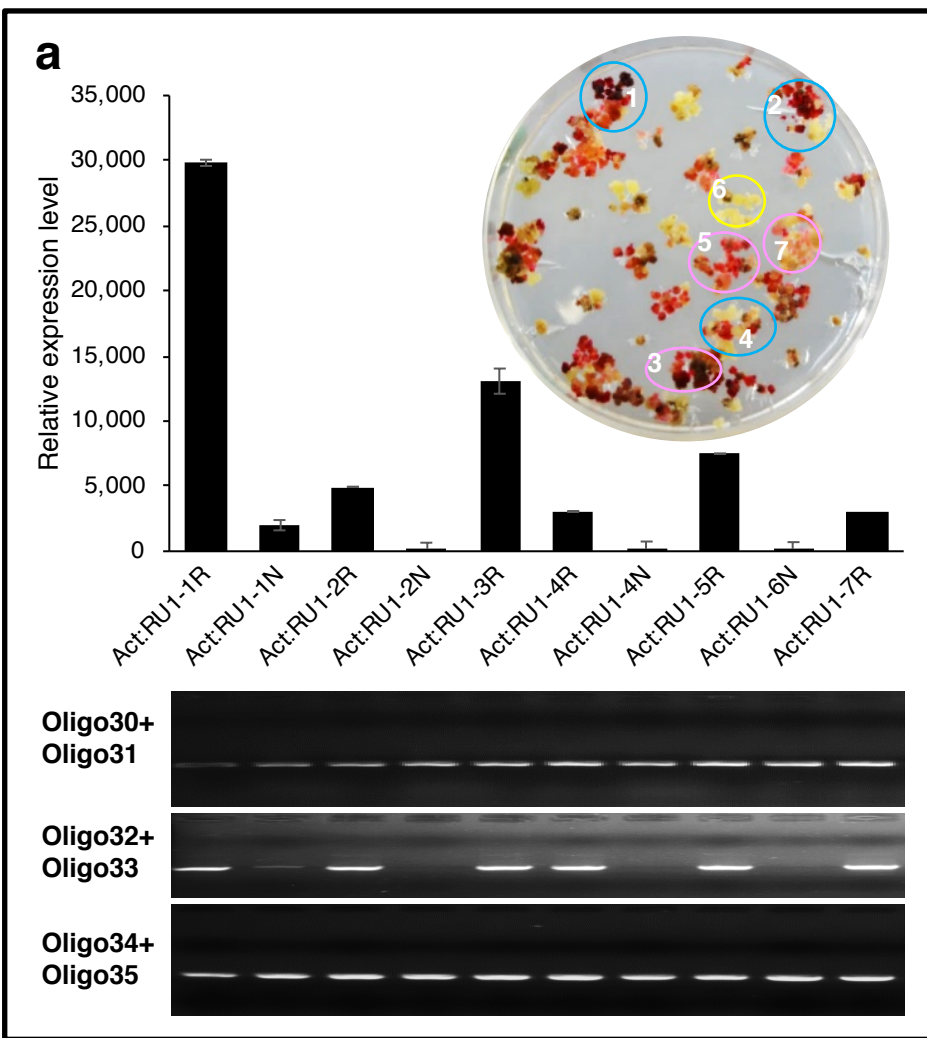 a
35,000
30,000
25,000
20,000
15,000
10,000
5,000
0
Relative expression level
1
2
6
5
7
4
3
Act:RU1-1R
Act:RU1-1N
Act:RU1-2R
Act:RU1-2N
Act:RU1-3R
Act:RU1-4R
Act:RU1-4N
Act:RU1-5R
Act:RU1-6N
Act:RU1-7R
Oligo30+
Oligo31
Oligo32+
Oligo33
Oligo34+
Oligo35